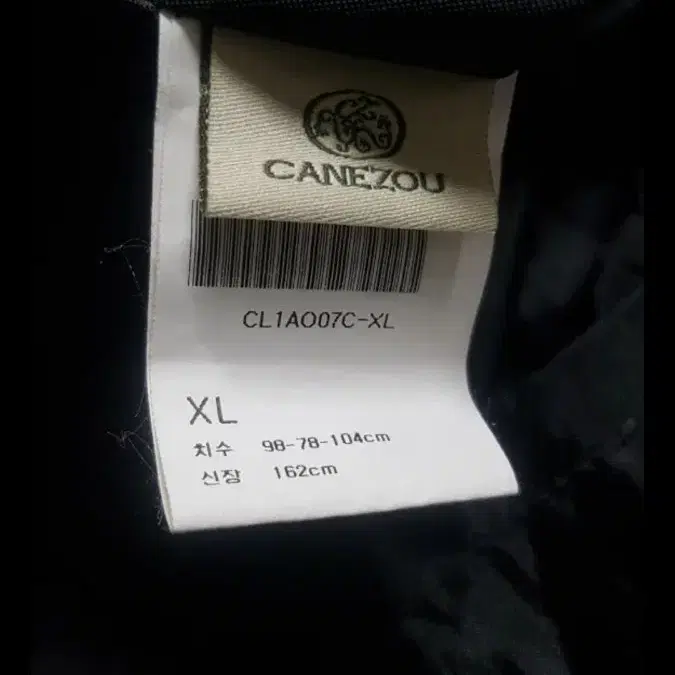 CANEZOU
CL1AO07C-XL
XL
치수 98-78-104cm
신장 162cm